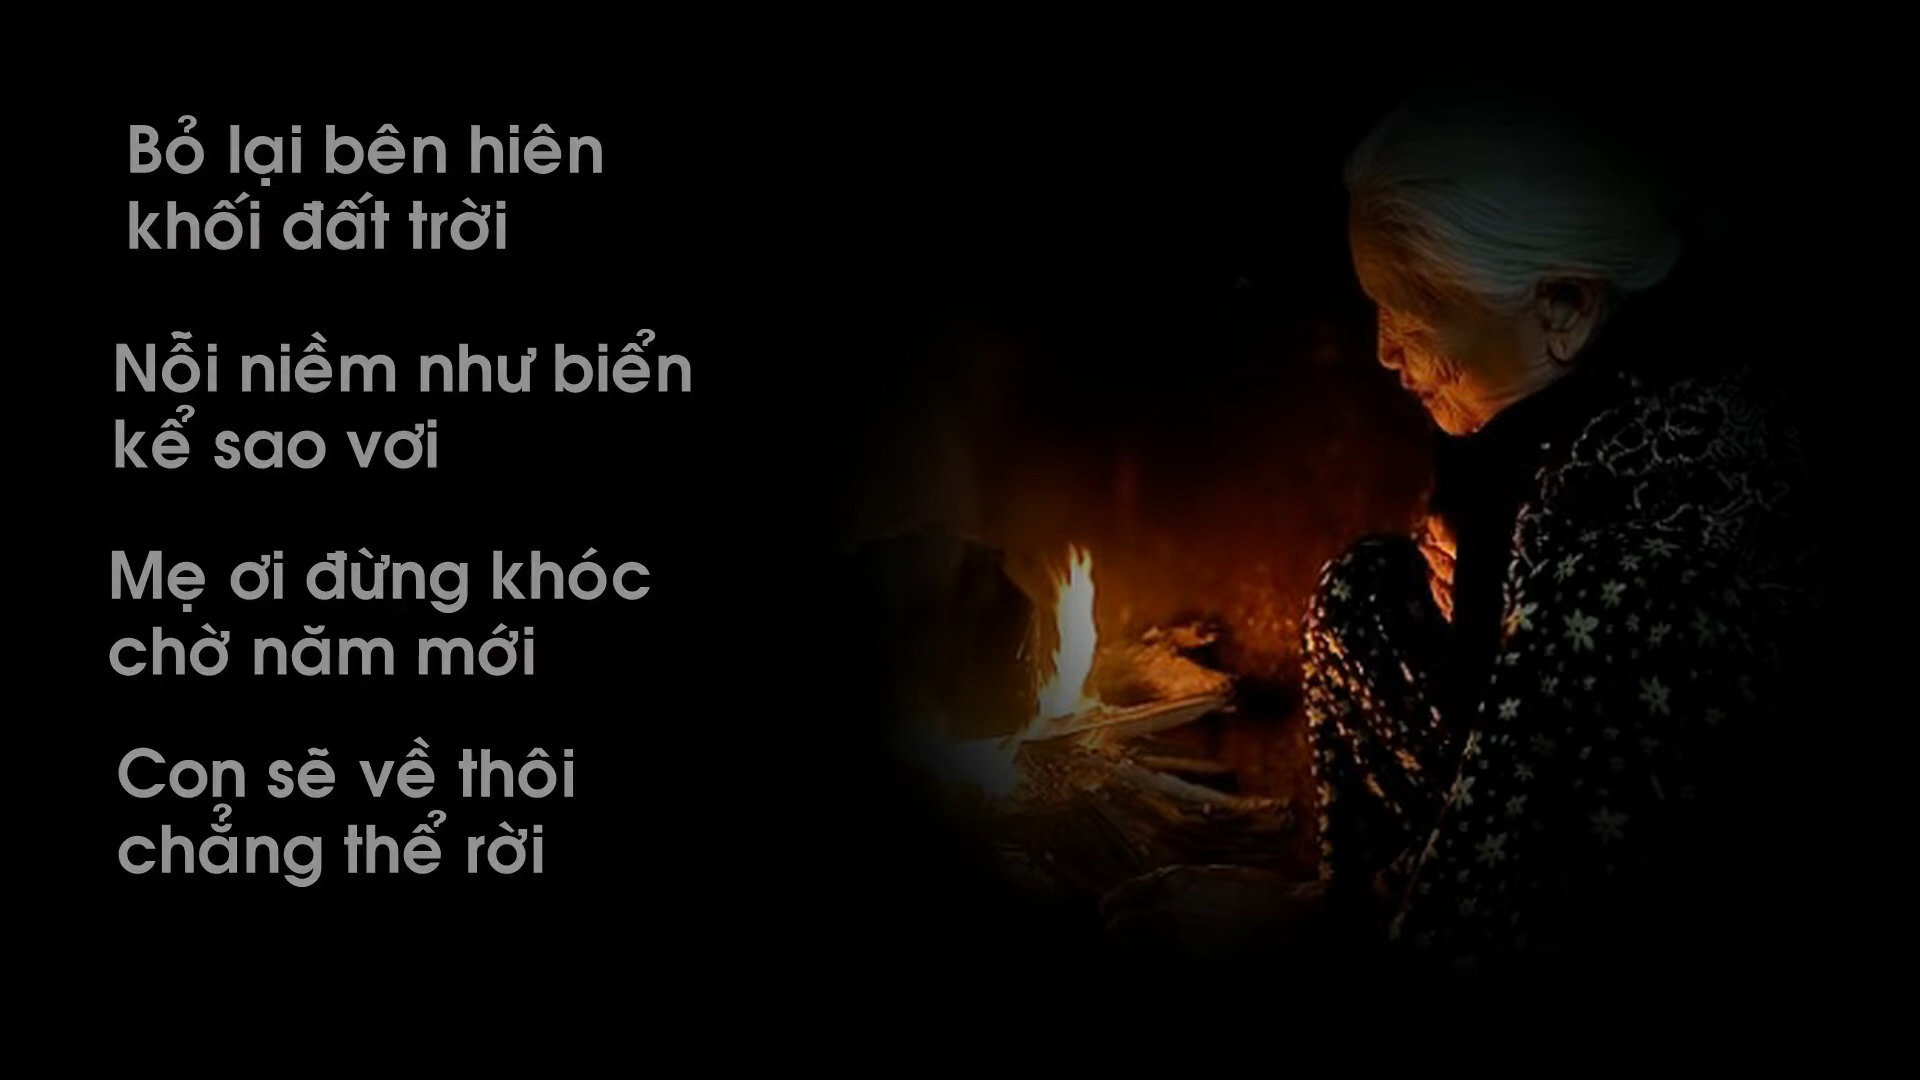 Bỏ lại bên hiên
khối đất trời
Nỗi niềm như biển
kể sao vơi
Mẹ ơi đừng khóc
chờ năm mới
Con sẽ về thôi
chẳng thể rời